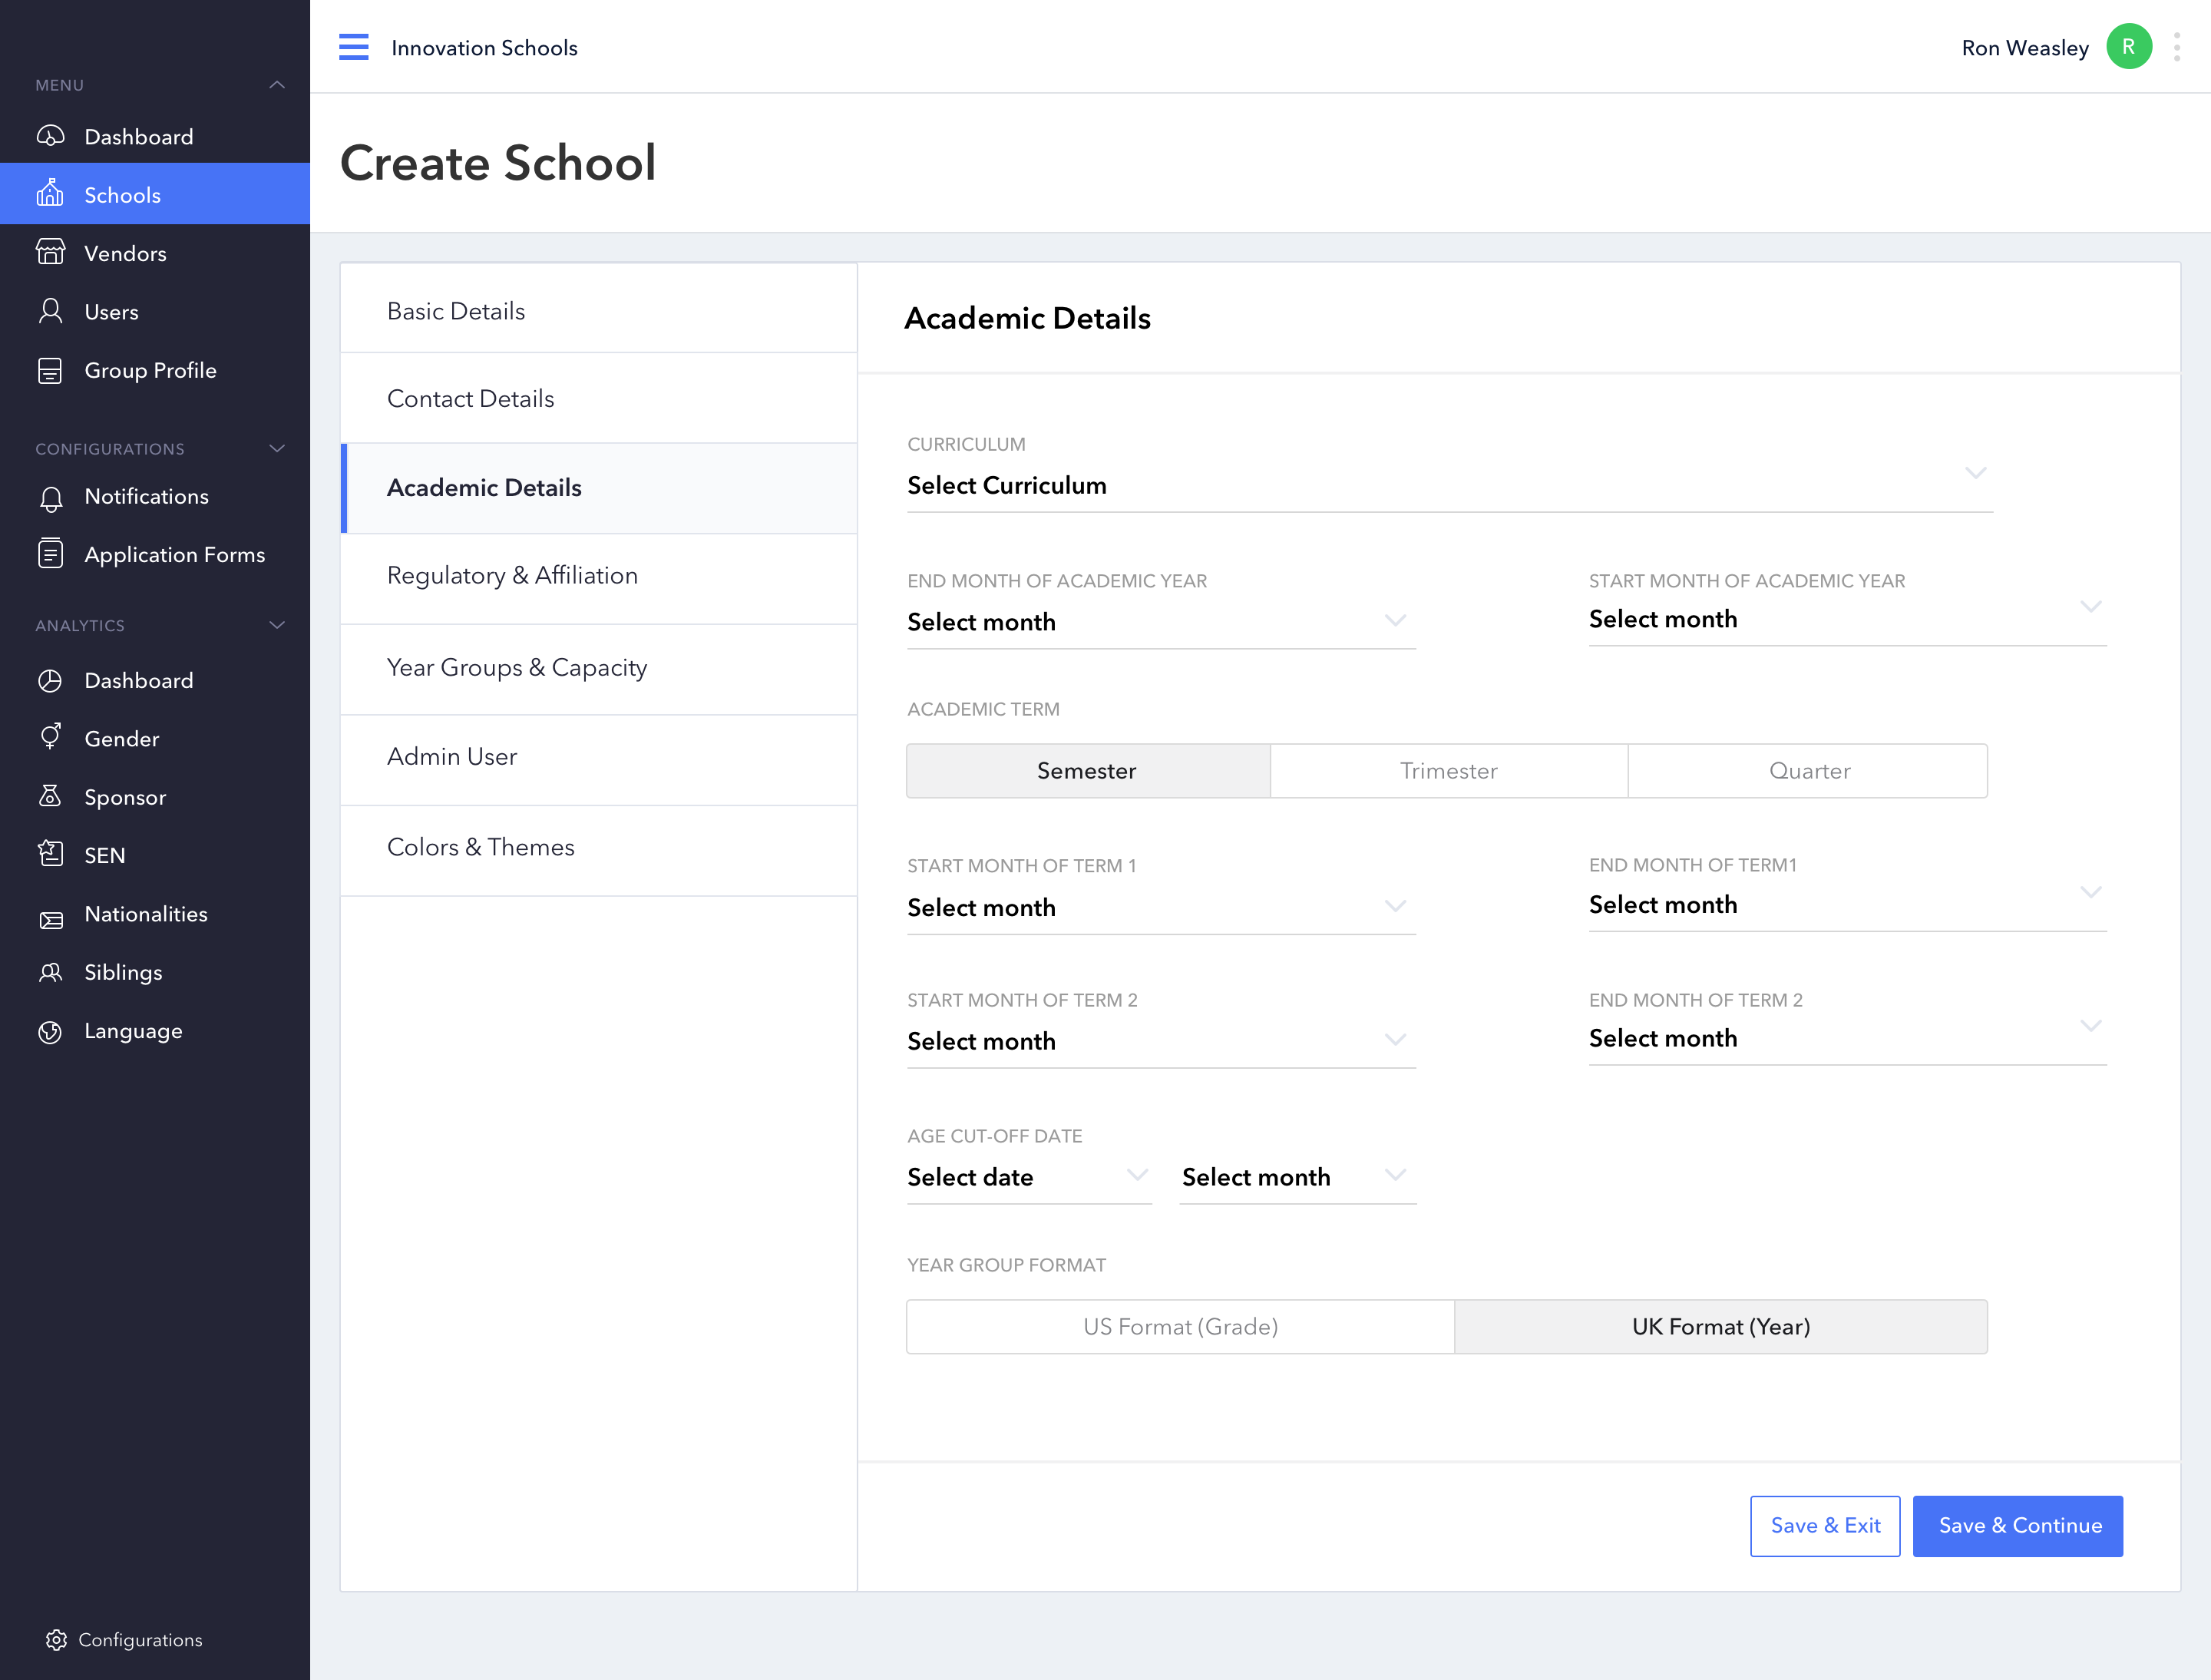 Innovation Schools
Ron Weasley
R
MENU
Dashboard
Schools
Vendors
Users
Group Profile
CONFIGURATIONS
Notifications
Application Forms
ANALYTICS
Dashboard
Gender
Sponsor
SEN
Nationalities
Siblings
Language
Configurations
Create School
Basic Details
Contact Details
Academic Details
Regulatory & Affiliation
Year Groups & Capacity
Admin User
Colors & Themes
Academic Details
CURRICULUM
Select Curriculum
END MONTH OF ACADEMIC YEAR
Select month
START MONTH OF ACADEMIC YEAR
Select month
ACADEMIC TERM
Semester
Trimester
Quarter
START MONTH OF TERM 1
Select month
END MONTH OF TERM1
Select month
START MONTH OF TERM 2
Select month
END MONTH OF TERM 2
Select month
AGE CUT-OFF DATE
Select date
Select month
YEAR GROUP FORMAT
US Format (Grade)
UK Format (Year)
Save & Exit
Save & Continue